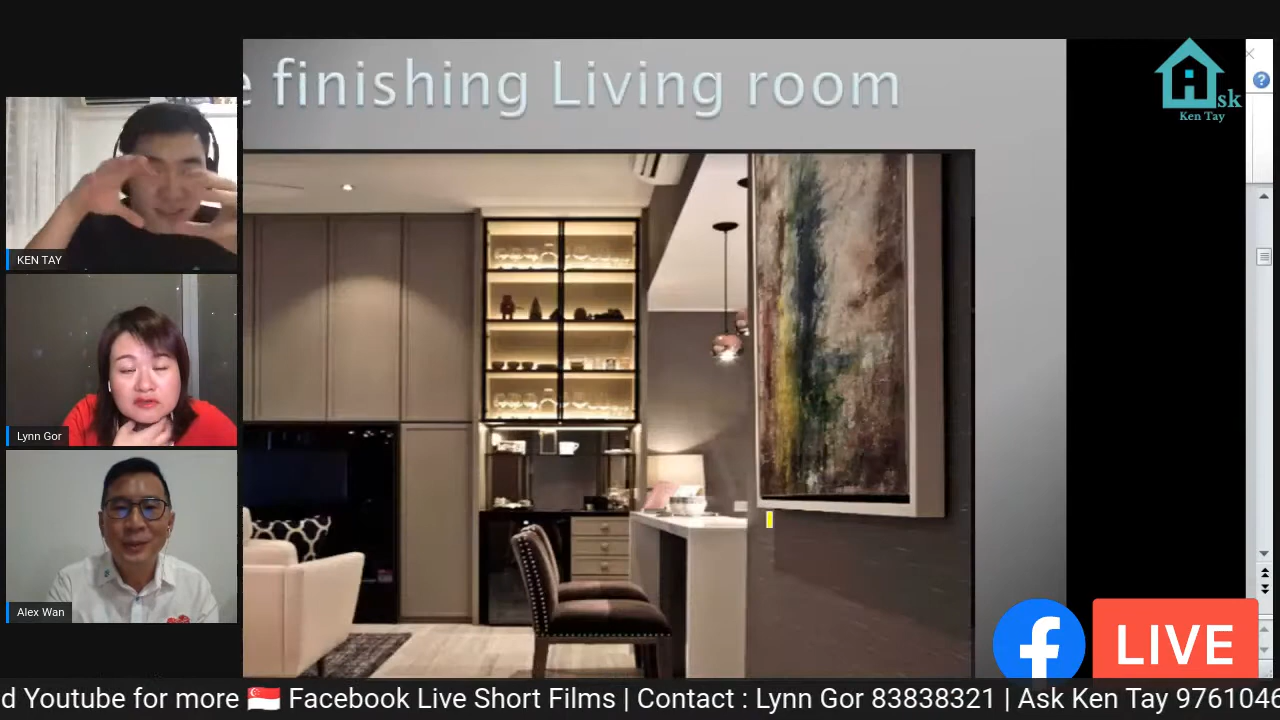 e finishing Living room
sk
Ken Tay
KEN TAY
Lynn Gor
Alex Wan
LIVE
d Youtube for more 🇸🇬 Facebook Live Short Films | Contact : Lynn Gor 83838321 | Ask Ken Tay 9761046